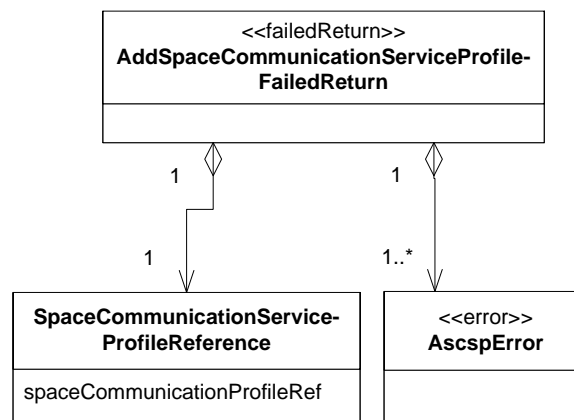 <<failedReturn>>
AddSpaceCommunicationServiceProfile-
FailedReturn
1
1
1
1..*
SpaceCommunicationService-
ProfileReference
spaceCommunicationProfileRef
<<error>>
AscspError